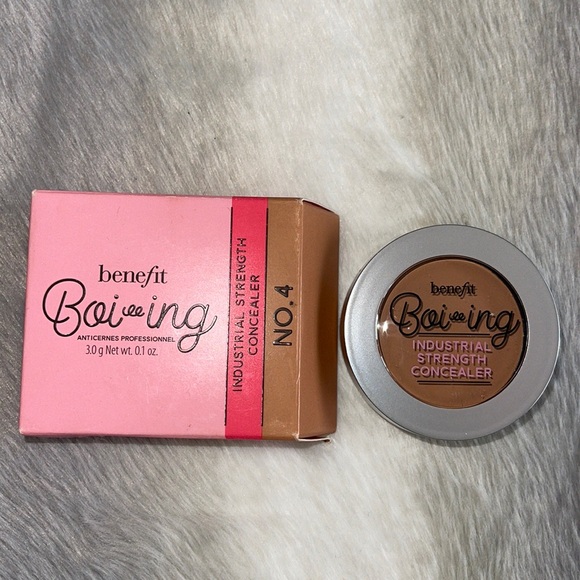 benefit
Boi-ing
ANTICERNES PROFESSIONNEL
3.0 g Net wt. 0.1 oz.
INDUSTRIAL STRENGTH
CONCEALER
NO. 4
benefit
Boi-ing
INDUSTRIAL
STRENGTH
CONCEALER